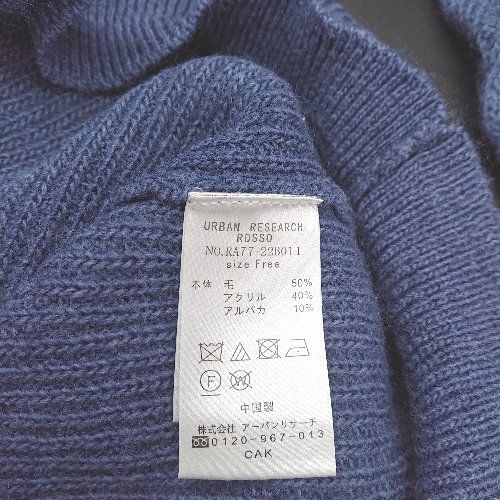 URBAN RESEARCH
ROSSO
NO.RA77-22B011
size Free
本体 毛 50%
アクリル 40%
アルパカ 10%
F W
中国製
株式会社 アーバンリサーチ
0120-967-013
CAK